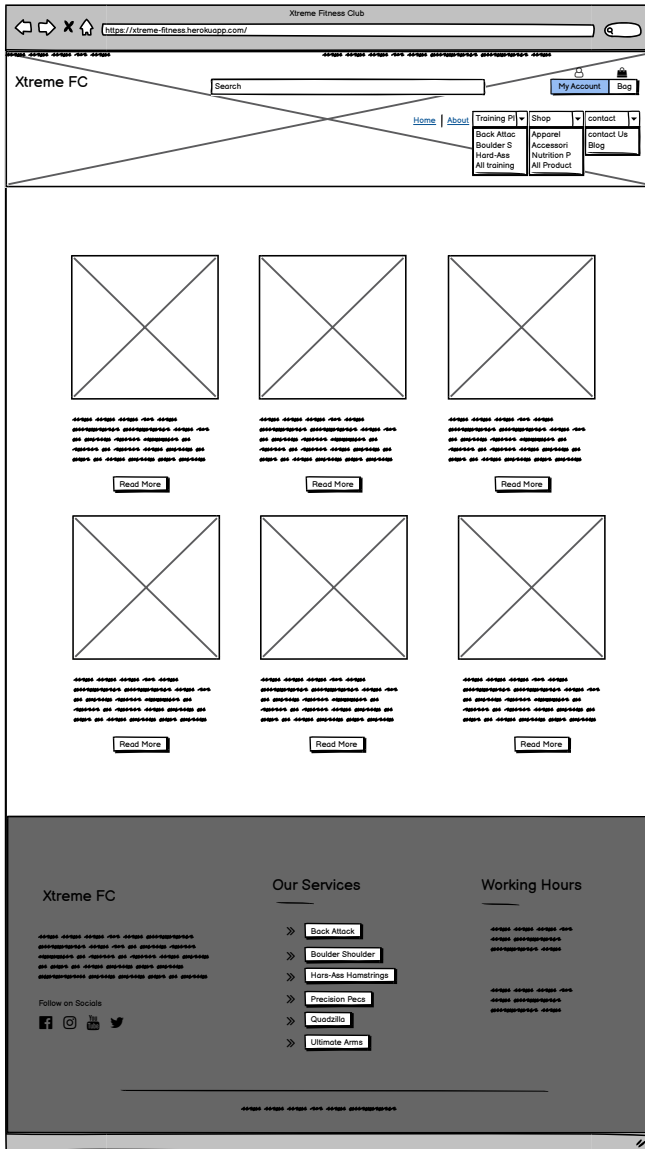 Xtreme Fitness Club
https://xtreme-fitness.herokuapp.com/
Xtreme FC
Search
My Account
Bag
Home
About
Training Pl
Shop
contact
Back Attac
Boulder S
Hard-Ass
All training
Apparel
Accessori
Nutrition P
All Product
contact Us
Blog
Read More
Read More
Read More
Read More
Read More
Read More
Xtreme FC
Follow on Socials
You
Tube
Our Services
Back Attack
Boulder Shoulder
Hars-Ass Hamstrings
Precision Pecs
Quadzilla
Ultimate Arms
Working Hours